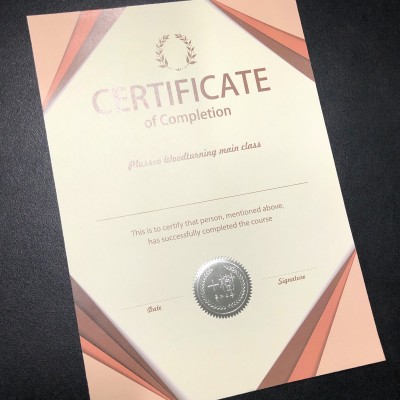 CERTIFICATE
of Completion
Plusso Woodturning main class
This is to certify that person, mentioned above,
has successfully completed the course
Date
Signature